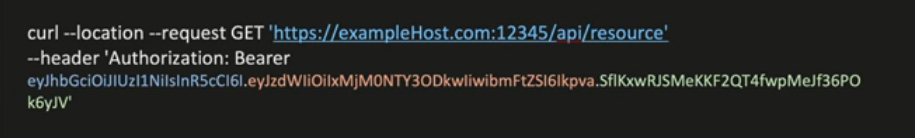 curl --location --request GET 'https://exampleHost.com:12345/api/resource'
--header 'Authorization: Bearer
eyJhbGciOiJIUzI1NiIsInR5cCI6I.eyJzdWIiOiIxMjM0NTY3ODkwIiwibmFtZSI6Ikpva.SflKxwRJSMeKKF2QT4fwpMeJf36PO
k6yJV'